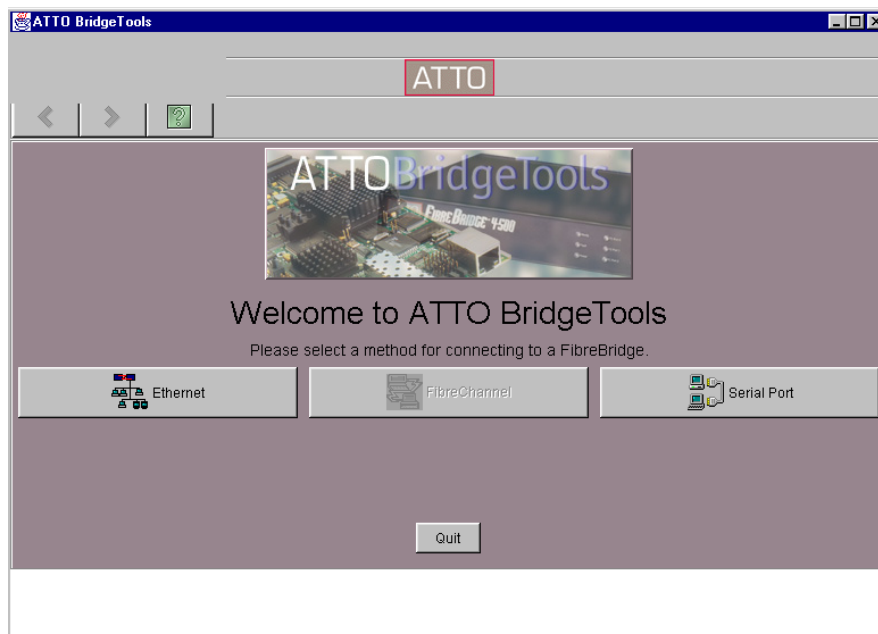 ATTO BridgeTools
ATTO
ATTOBridgeTools
FIBREBRIDGE 4500
Welcome to ATTO BridgeTools
Please select a method for connecting to a FibreBridge.
Ethernet
FibreChannel
Serial Port
Quit